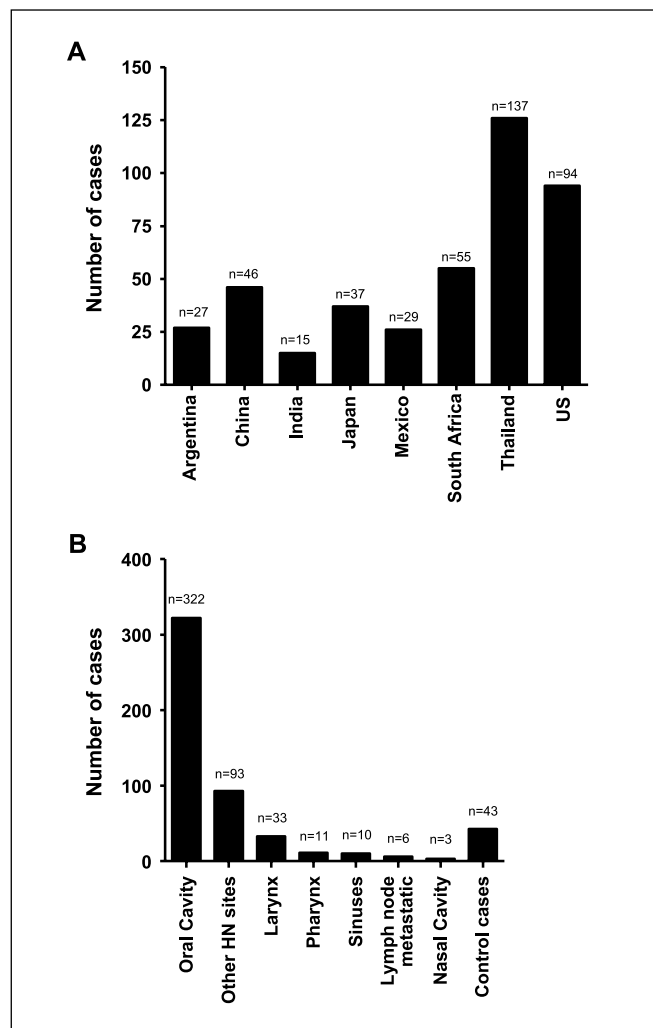 A
150
125
100
75
50
25
0
Number of cases
n=27
n=46
n=15
n=37
n=29
n=55
n=137
n=94
Argentina
China
India
Japan
Mexico
South Africa
Thailand
US
B
400
300
200
100
0
Number of cases
n=322
n=93
n=33
n=11
n=10
n=6
n=3
n=43
Oral Cavity
Other HN sites
Larynx
Pharynx
Sinuses
Lymph node
metastatic
Nasal Cavity
Control cases